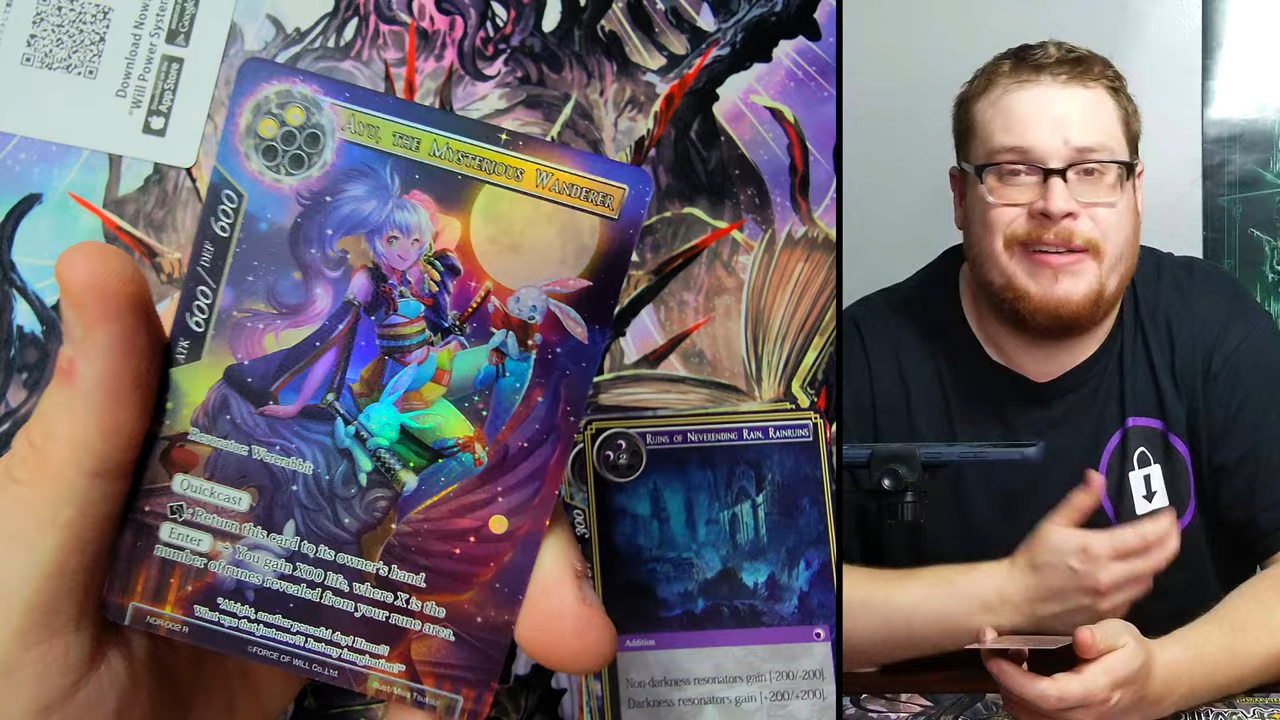 Download Now
"Will Power System
App Store
AYU, THE MYSTERIOUS WANDERER
ATK 600 / DEF 600
Resonator: Wererabbit
Quickcast
: Return this card to its owner's hand.
Enter → You gain X00 life, where X is the
number of runes revealed from your rune area.
"Alright, another peaceful day! Hmm?!
What was that just now?! Just my imagination!"
NDR-002 R
©FORCE OF WILL Co.,Ltd.
300
2
RUINS OF NEVERENDING RAIN, RAINRUINS
Addition
Non-darkness resonators gain [-200/-200].
Darkness resonators gain [+200/+200].